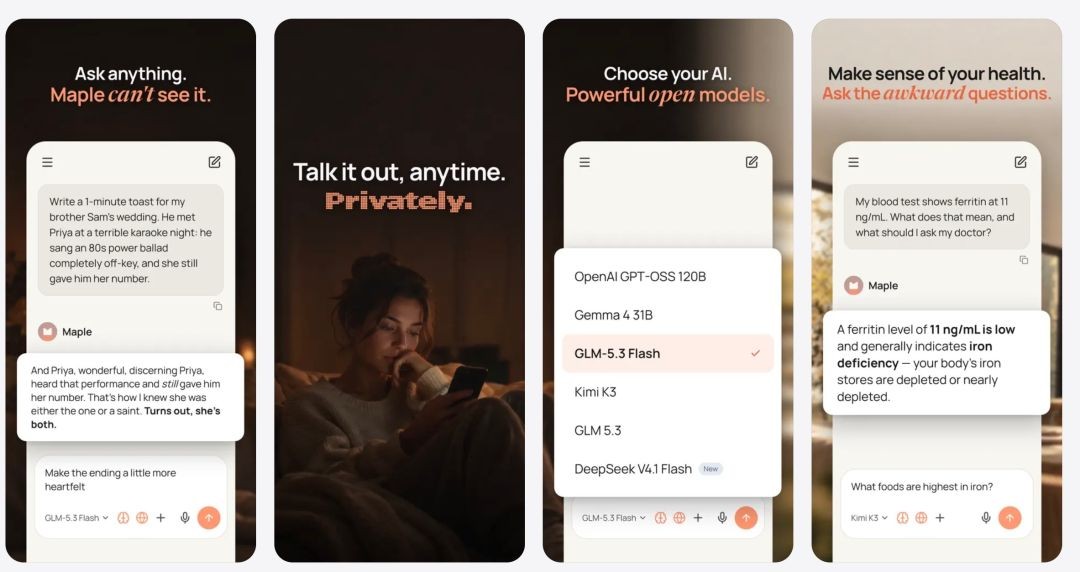 Ask anything.
Maple can't see it.
Write a 1-minute toast for my
brother Sam's wedding. He met
Priya at a terrible karaoke night: he
sang an 80s power ballad
completely off-key, and she still
gave him her number.
Maple
And Priya, wonderful, discerning Priya,
heard that performance and still gave him
her number. That's how I knew she was
either the one or a saint. Turns out, she's
both.
Make the ending a little more
heartfelt
GLM-5.3 Flash
Talk it out, anytime.
Privately.
Choose your AI.
Powerful open models.
OpenAI GPT-OSS 120B
Gemma 4 31B
GLM-5.3 Flash
Kimi K3
GLM 5.3
DeepSeek V4.1 Flash New
GLM-5.3 Flash
Make sense of your health.
Ask the awkward questions.
My blood test shows ferritin at 11
ng/mL. What does that mean, and
what should I ask my doctor?
Maple
A ferritin level of 11 ng/mL is low
and generally indicates iron
deficiency — your body's iron
stores are depleted or nearly
depleted.
What foods are highest in iron?
Kimi K3